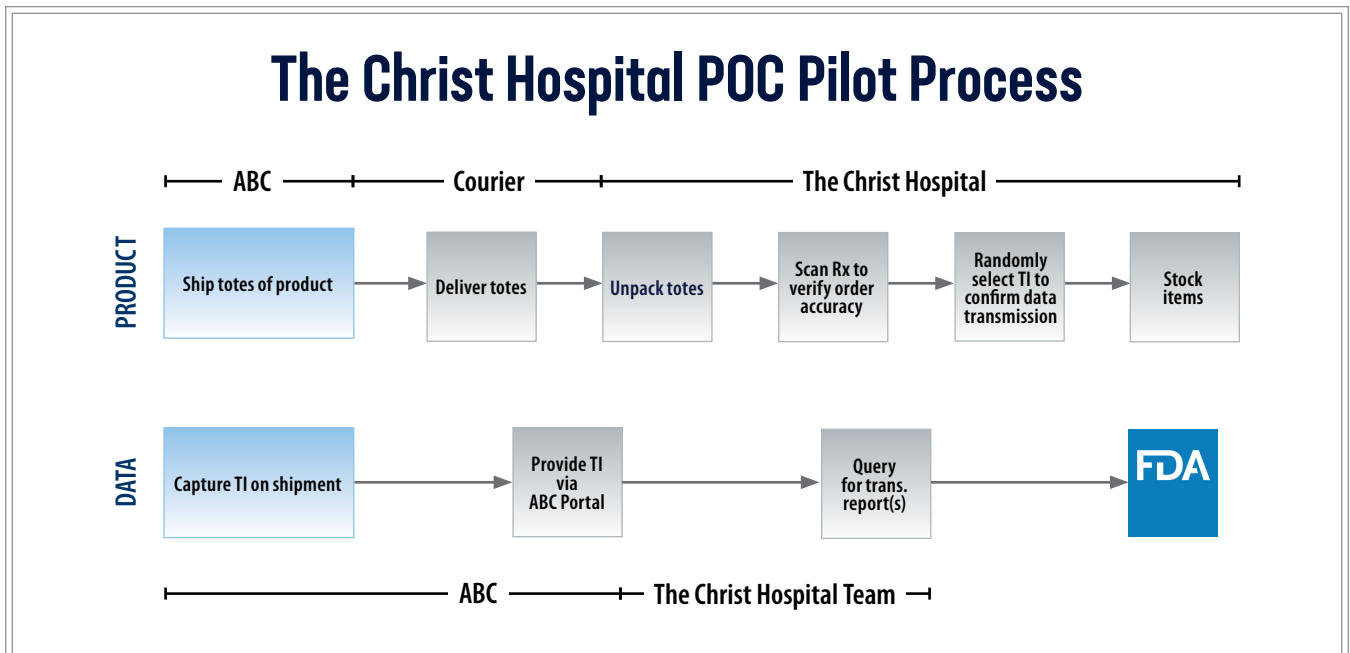 The Christ Hospital POC Pilot Process
ABC
Courier
The Christ Hospital
PRODUCT
Ship totes of product
Deliver totes
Unpack totes
Scan Rx to
verify order
accuracy
Randomly
select TI to
confirm data
transmission
Stock
items
DATA
Capture TI on shipment
Provide TI
via
ABC Portal
Query
for trans.
report(s)
FDA
ABC
The Christ Hospital Team